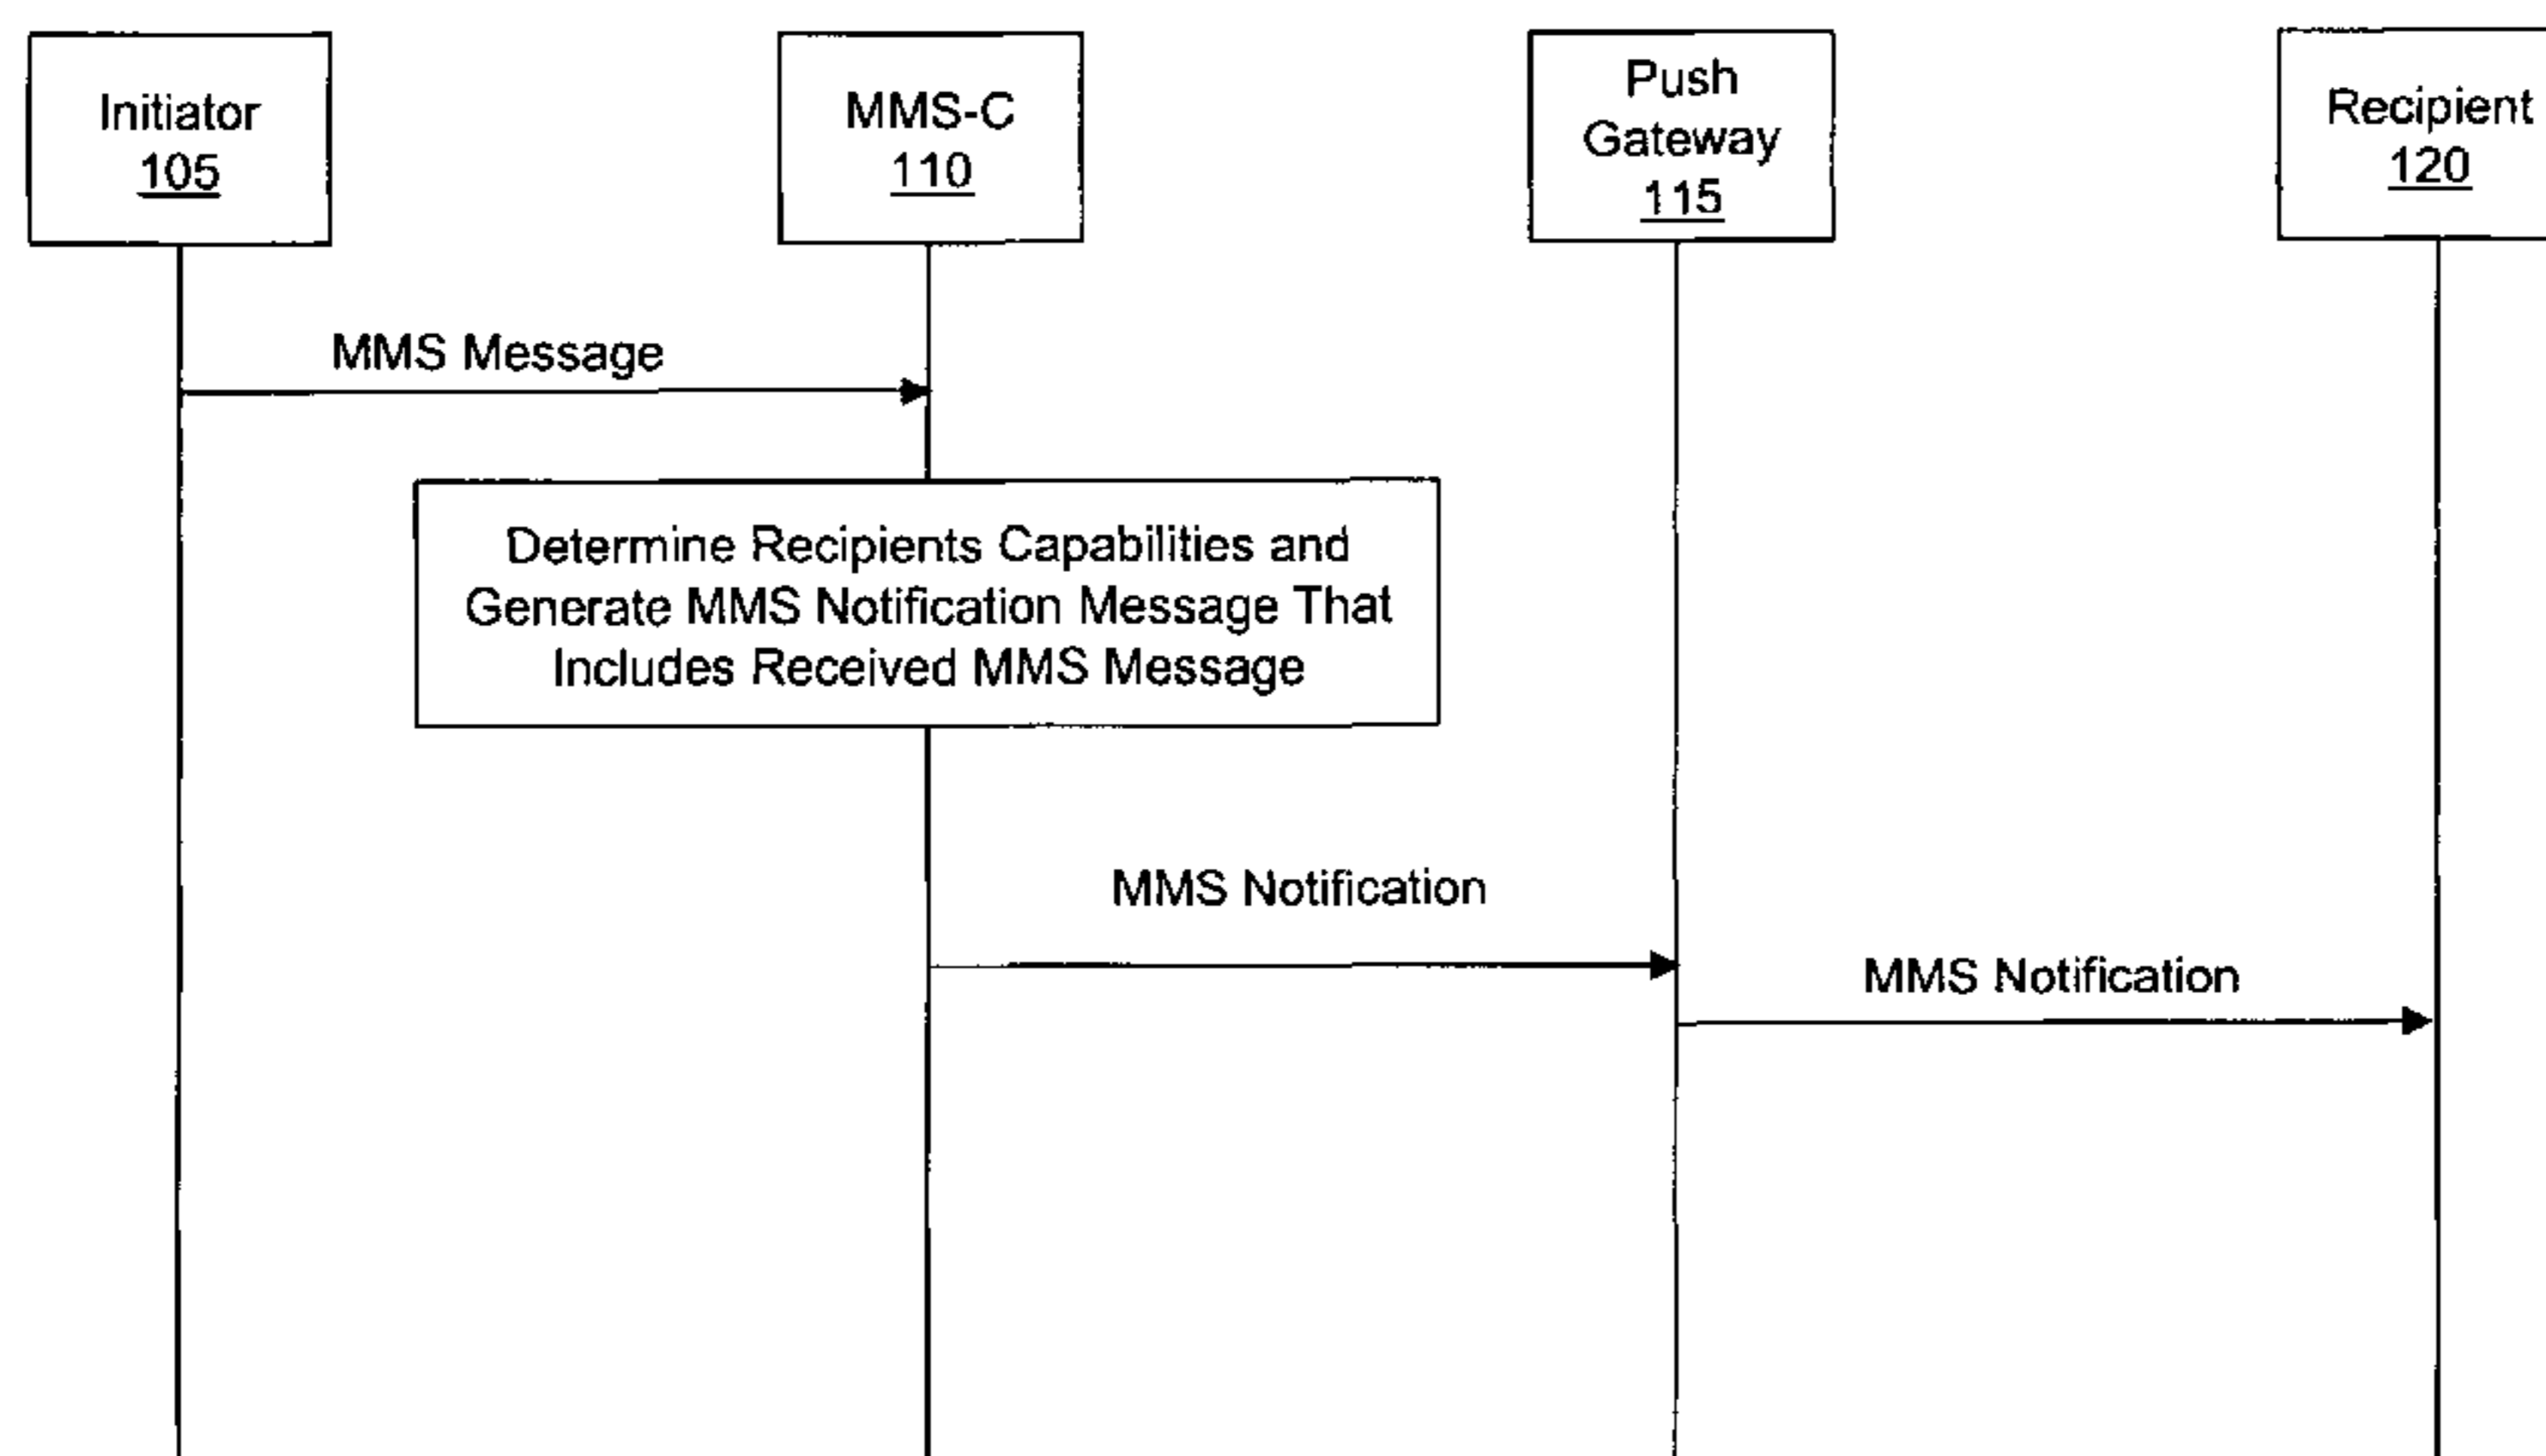 Initiator
105
MMS-C
110
Push
Gateway
115
Recipient
120
MMS Message
Determine Recipients Capabilities and
Generate MMS Notification Message That
Includes Received MMS Message
MMS Notification
MMS Notification